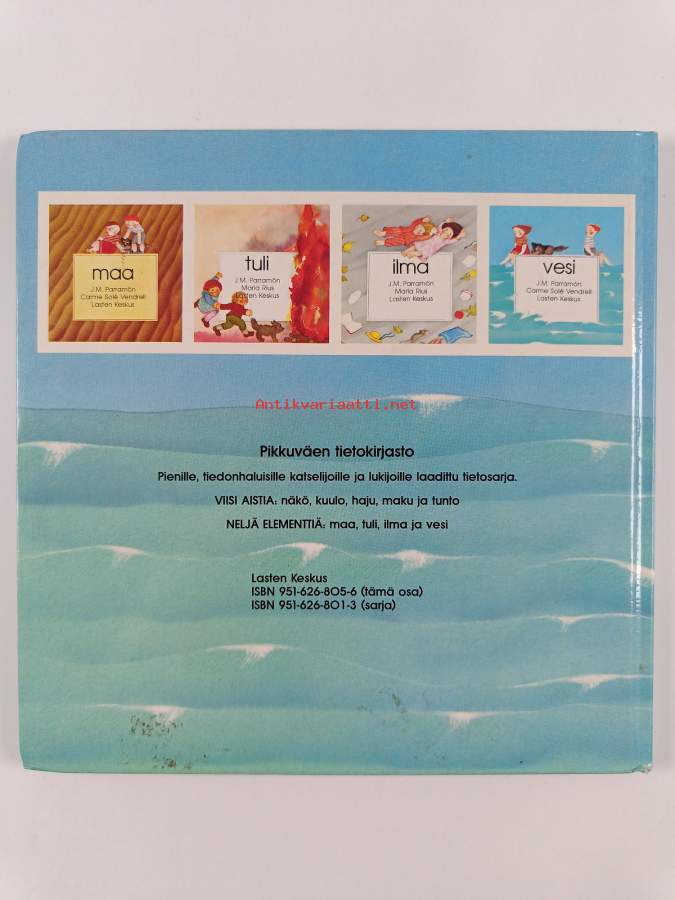 maa
J.M. Parramón
Carme Solé Vendrell
Lasten Keskus
tuli
J.M. Parramón
Maria Rius
Lasten Keskus
ilma
J.M. Parramón
Maria Rius
Lasten Keskus
vesi
J.M. Parramón
Carme Solé Vendrell
Lasten Keskus
Antikvariaatti.net
Pikkuväen tietokirjasto
Pienille, tiedonhaluisille katselijoille ja lukijoille laadittu tietosarja.
VIISI AISTIA: näkö, kuulo, haju, maku ja tunto
NELJÄ ELEMENTTIÄ: maa, tuli, ilma ja vesi
Lasten Keskus
ISBN 951-626-805-6 (tämä osa)
ISBN 951-626-801-3 (sarja)